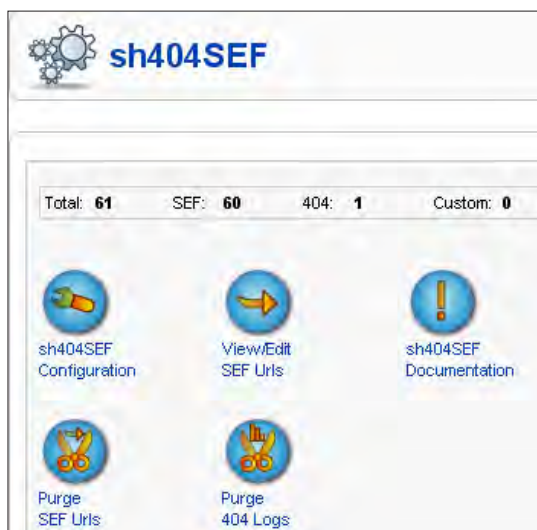 sh404SEF
Total: 61 SEF: 60 404: 1 Custom: 0
sh404SEF
Configuration
View/Edit
SEF Urls
sh404SEF
Documentation
Purge
SEF Urls
Purge
404 Logs